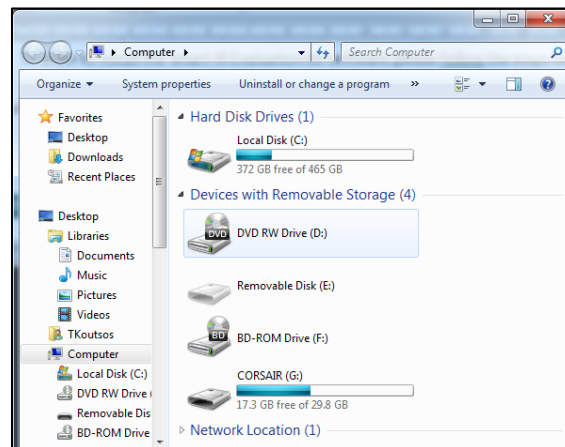 Computer
Search Computer
Organize System properties Uninstall or change a program »
Favorites
Desktop
Downloads
Recent Places
Desktop
Libraries
Documents
Music
Pictures
Videos
TKoutsos
Computer
Local Disk (C:)
DVD RW Drive (
Removable Dis
BD-ROM Drive
Hard Disk Drives (1)
Local Disk (C:)
372 GB free of 465 GB
Devices with Removable Storage (4)
DVD
DVD RW Drive (D:)
Removable Disk (E:)
BD
BD-ROM Drive (F:)
CORSAIR (G:)
17.3 GB free of 29.8 GB
Network Location (1)